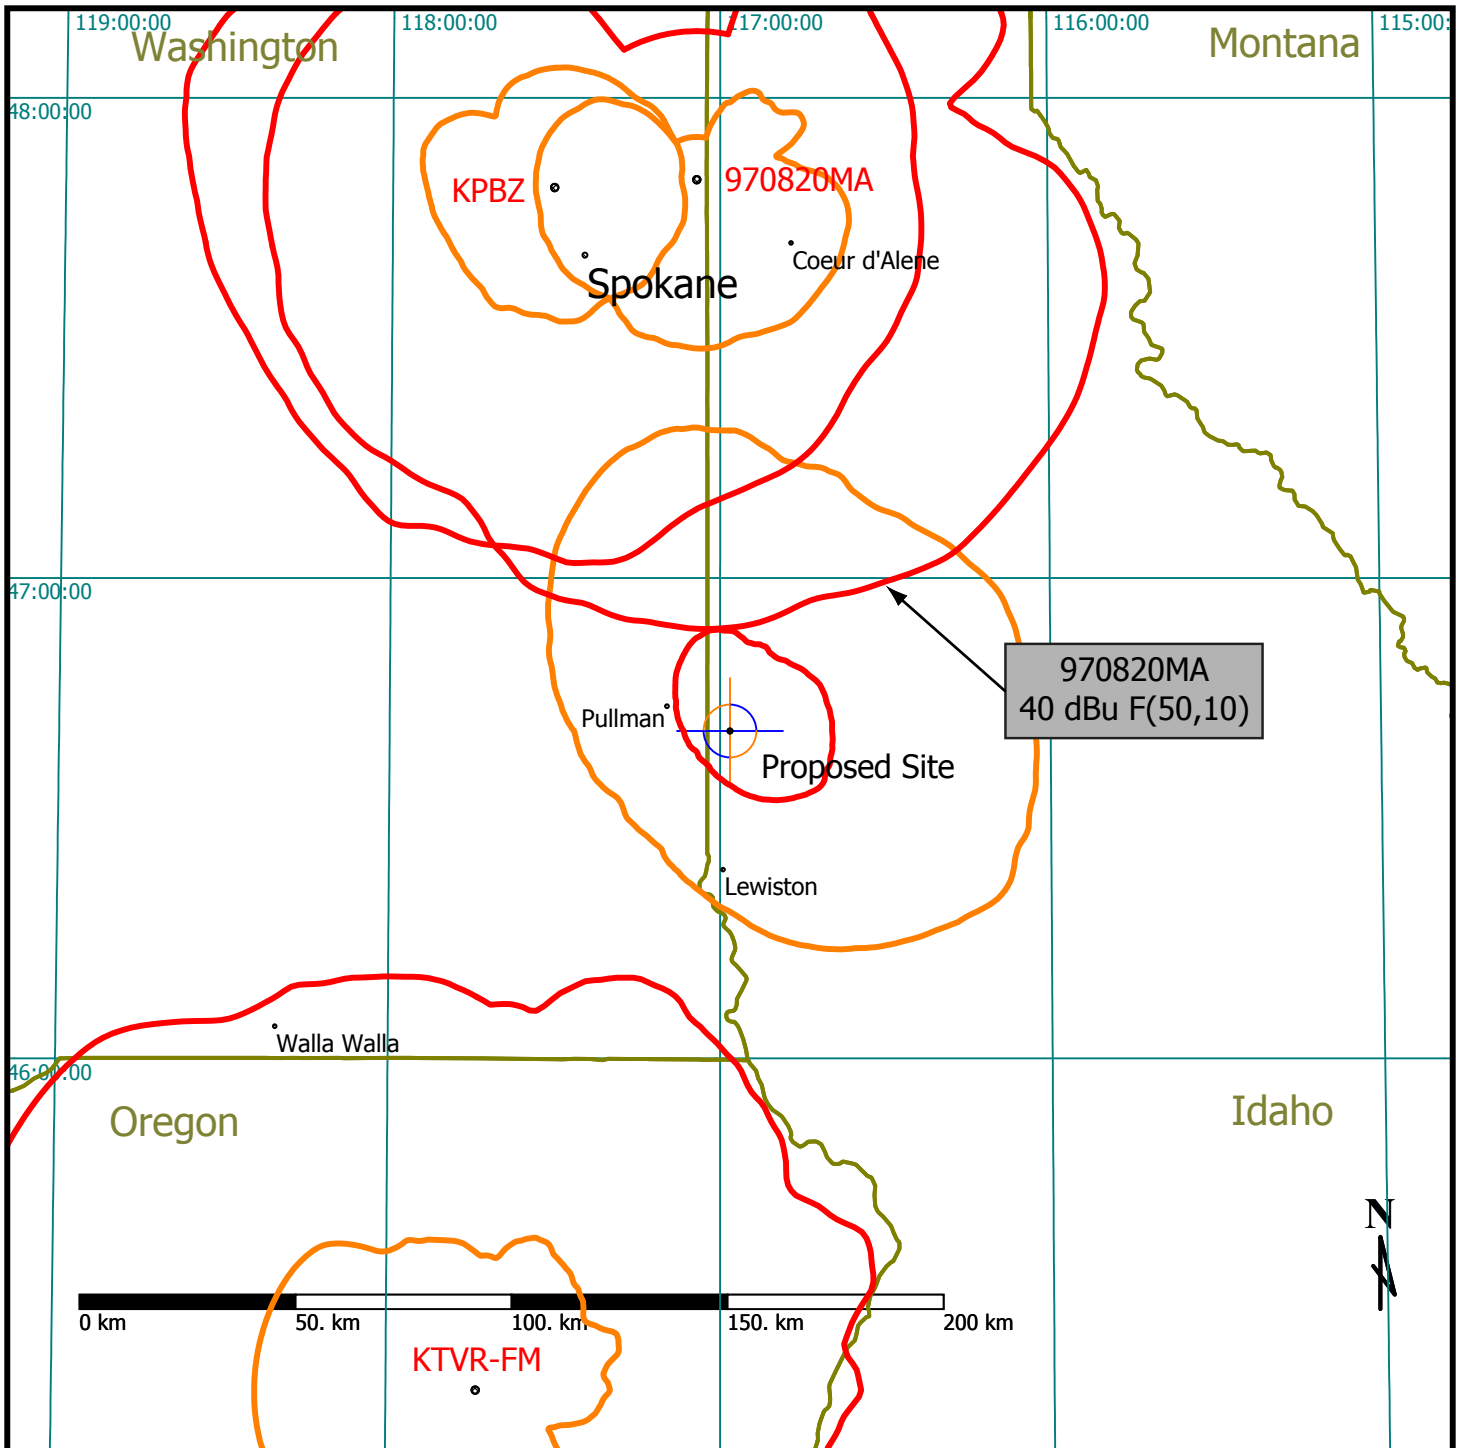 119:00:00
118:00:00
117:00:00
116:00:00
115:00:
Washington
Montana
48:00:00
KPBZ
970820MA
Coeur d'Alene
Spokane
47:00:00
970820MA
40 dBu F(50,10)
Pullman
Proposed Site
Lewiston
Walla Walla
46:00:00
Oregon
Idaho
N
0 km
50. km
100. km
150. km
200 km
KTVR-FM